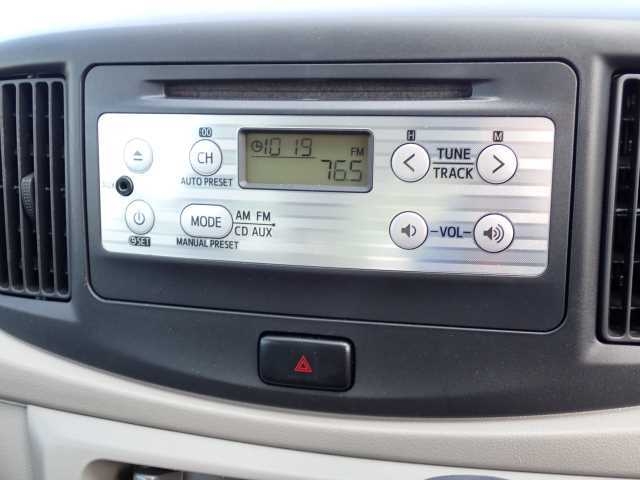 :00
CH
AUTO PRESET
10 19
FM
76.5
H
M
< TUNE >
TRACK
MODE
AM FM
CD AUX
MANUAL PRESET
SET
-VOL-